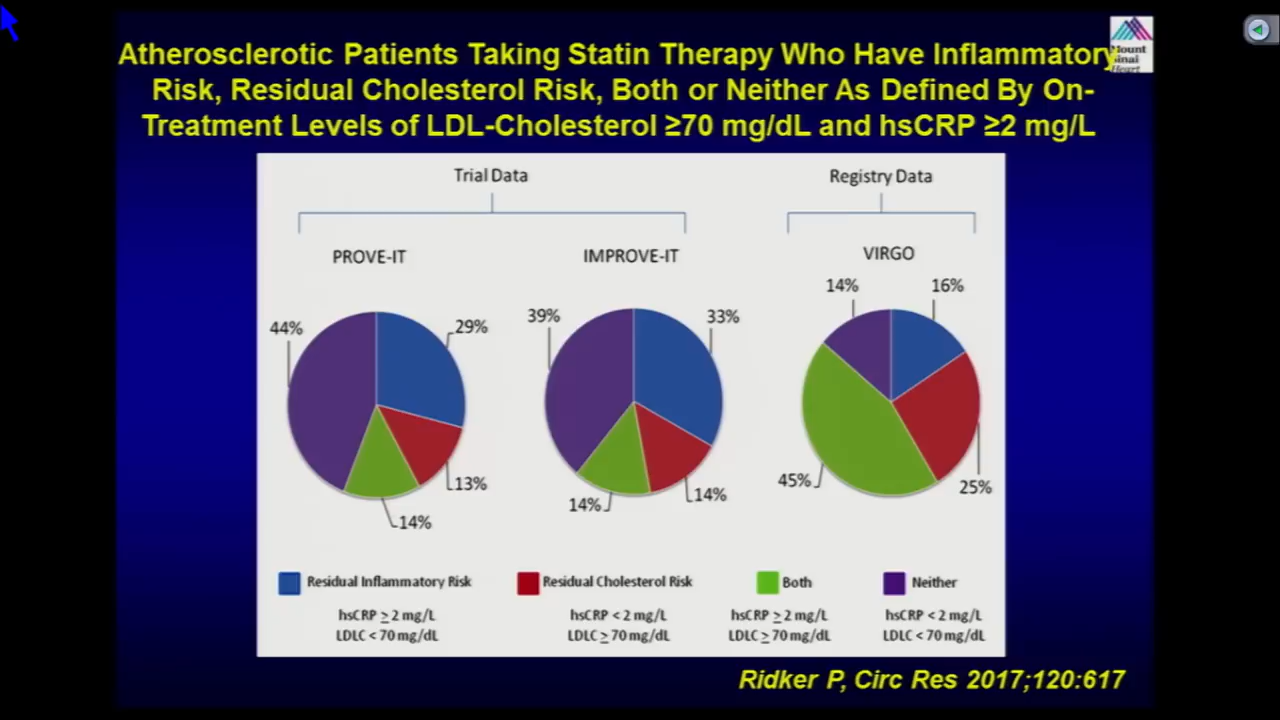 Atherosclerotic Patients Taking Statin Therapy Who Have Inflammatory
Risk, Residual Cholesterol Risk, Both or Neither As Defined By On-
Treatment Levels of LDL-Cholesterol ≥70 mg/dL and hsCRP ≥2 mg/L
Mount
Sinai
Heart
Trial Data
Registry Data
PROVE-IT
IMPROVE-IT
VIRGO
44%
29%
13%
14%
39%
33%
14%
14%
14%
16%
45%
25%
Residual Inflammatory Risk
hsCRP ≥ 2 mg/L
LDLC < 70 mg/dL
Residual Cholesterol Risk
hsCRP < 2 mg/L
LDLC ≥ 70 mg/dL
Both
hsCRP ≥ 2 mg/L
LDLC ≥ 70 mg/dL
Neither
hsCRP < 2 mg/L
LDLC < 70 mg/dL
Ridker P, Circ Res 2017;120:617